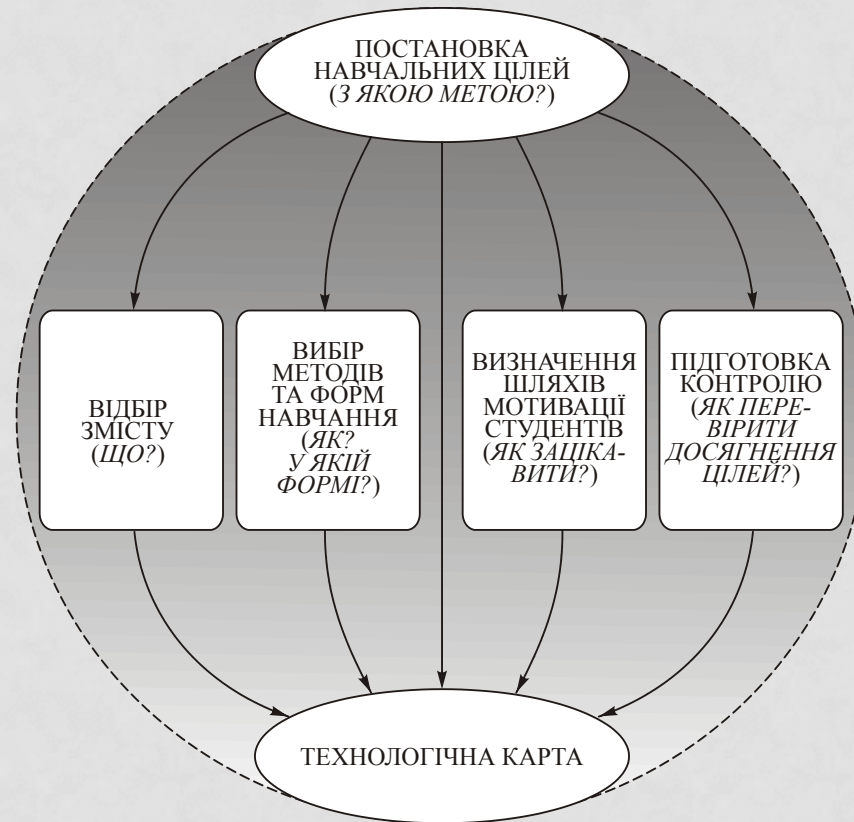 ПОСТАНОВКА
НАВЧАЛЬНИХ ЦІЛЕЙ
(З ЯКОЮ МЕТОЮ?)
ВІДБІР
ЗМІСТУ
(ЩО?)
ВИБІР
МЕТОДІВ
ТА ФОРМ
НАВЧАННЯ
(ЯК?
У ЯКІЙ
ФОРМІ?)
ВИЗНАЧЕННЯ
ШЛЯХІВ
МОТИВАЦІЇ
СТУДЕНТІВ
(ЯК ЗАЦІКА-
ВИТИ?)
ПІДГОТОВКА
КОНТРОЛЮ
(ЯК ПЕРЕ-
ВІРИТИ
ДОСЯГНЕННЯ
ЦІЛЕЙ?)
ТЕХНОЛОГІЧНА КАРТА